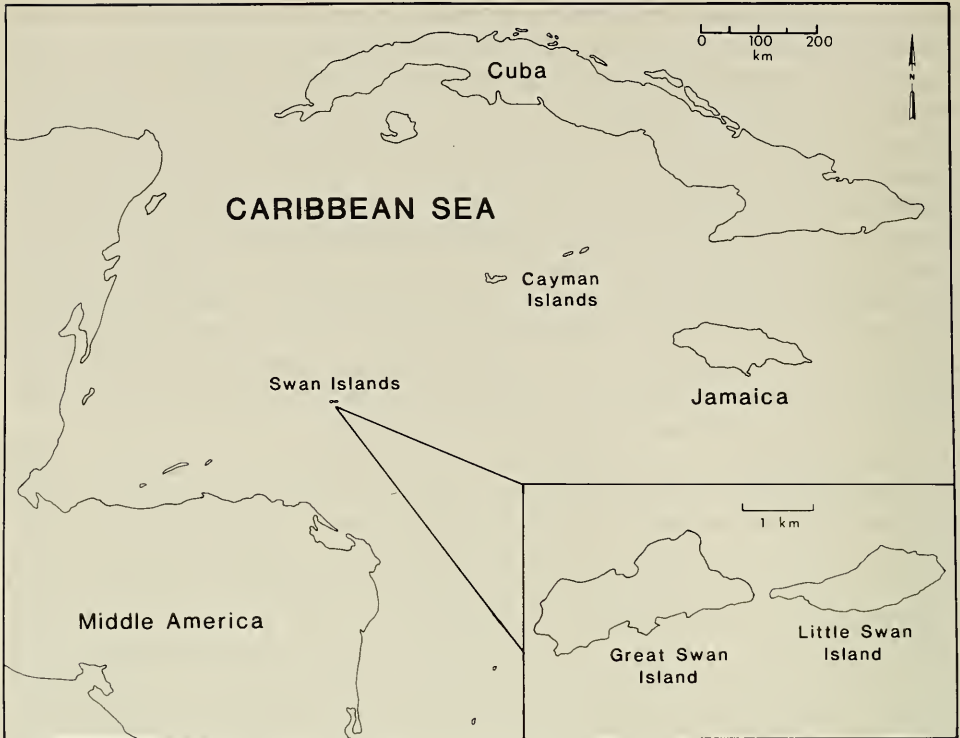 0 100 200
km
N
Cuba
CARIBBEAN SEA
Cayman
Islands
Swan Islands
Jamaica
1 km
Middle America
Great Swan
Island
Little Swan
Island